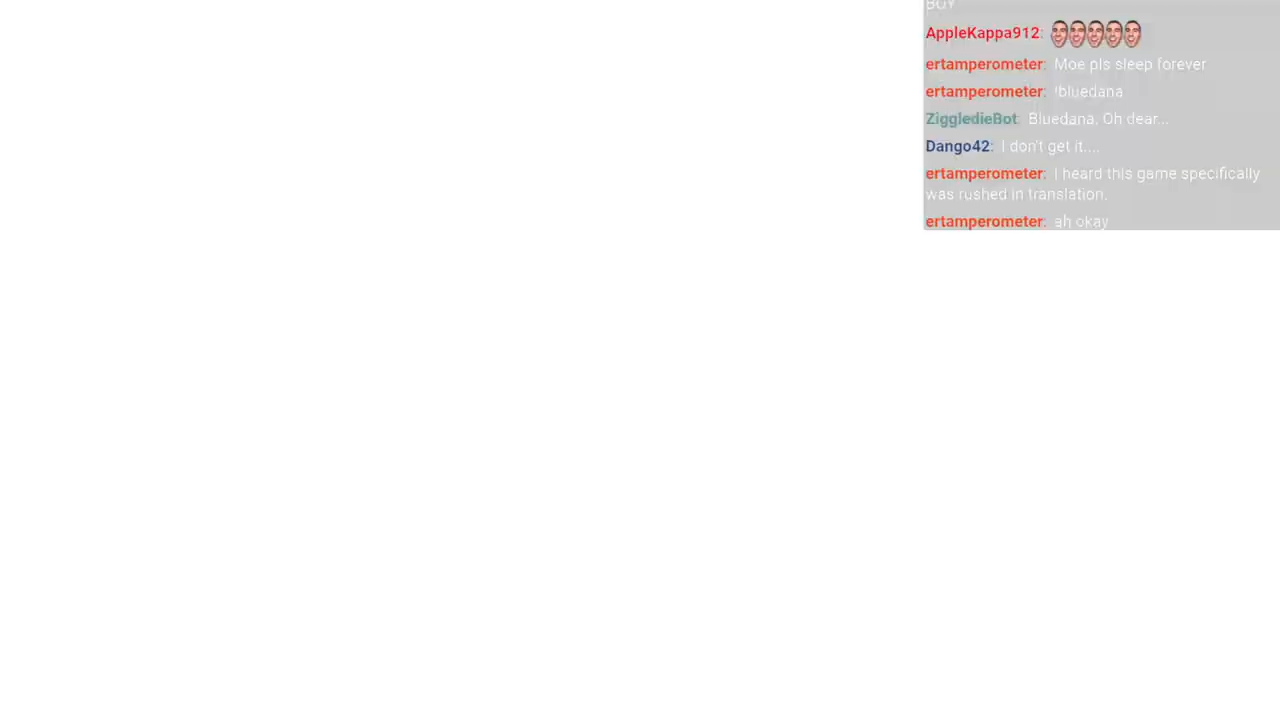 BOY
AppleKappa912:
ertamperometer: Moe pls sleep forever
ertamperometer: !bluedana
ZiggledieBot: Bluedana. Oh dear...
Dango42: I don't get it....
ertamperometer: I heard this game specifically
was rushed in translation.
ertamperometer: ah okay